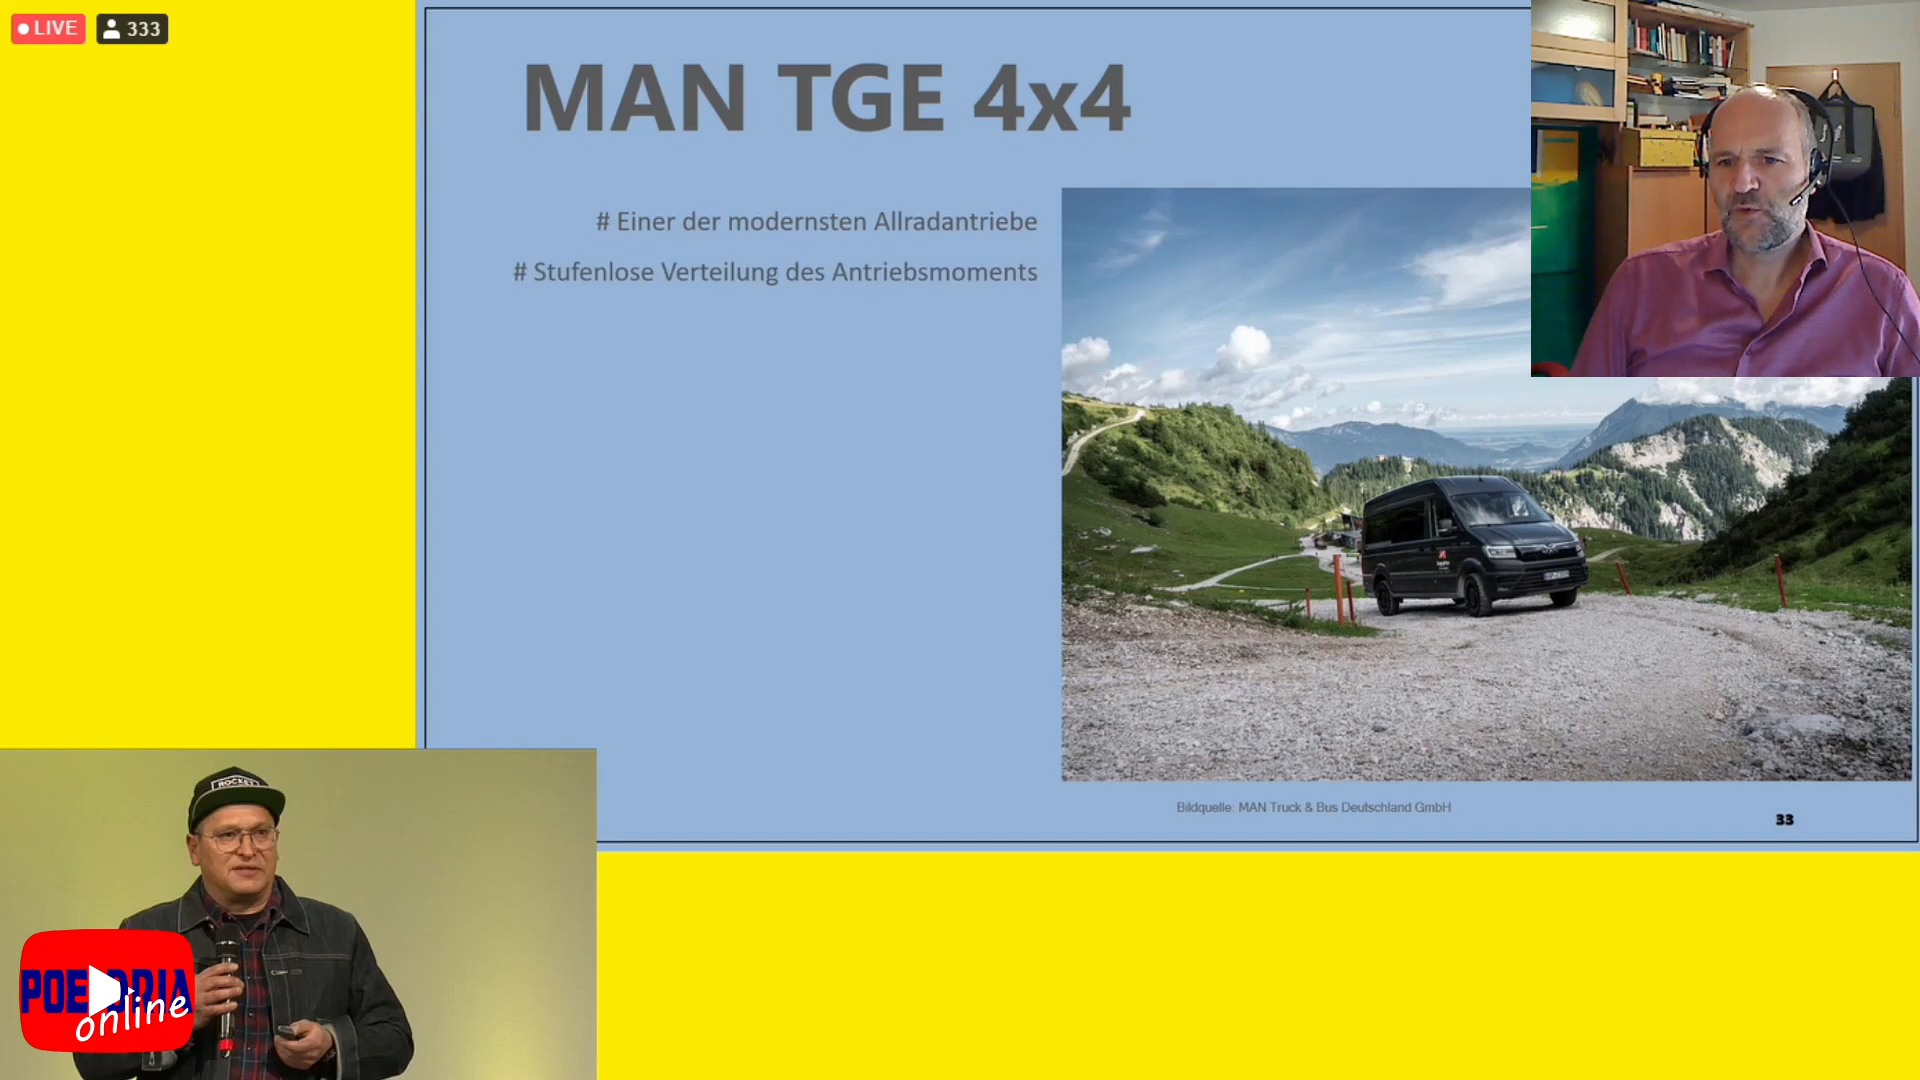 LIVE
333
MAN TGE 4x4
# Einer der modernsten Allradantriebe
# Stufenlose Verteilung des Antriebsmoments
Bildquelle: MAN Truck & Bus Deutschland GmbH
33
ROCKET
online